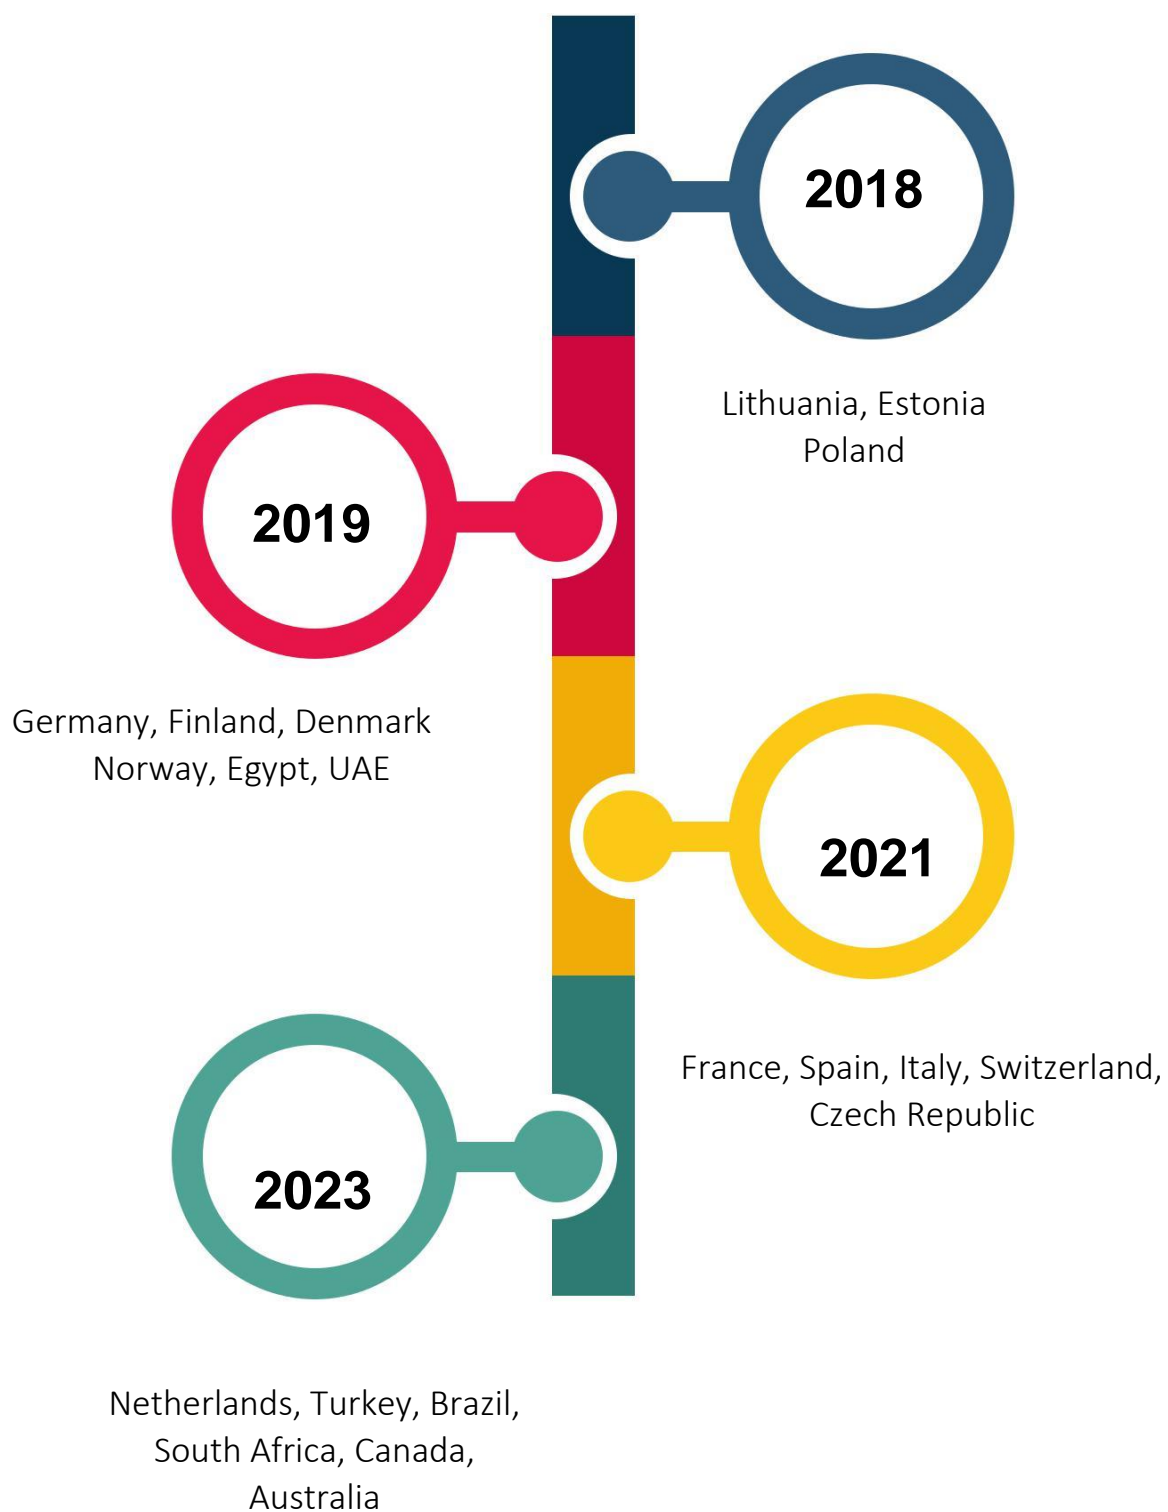 2018
Lithuania, Estonia
Poland
2019
Germany, Finland, Denmark
Norway, Egypt, UAE
2021
France, Spain, Italy, Switzerland,
Czech Republic
2023
Netherlands, Turkey, Brazil,
South Africa, Canada,
Australia